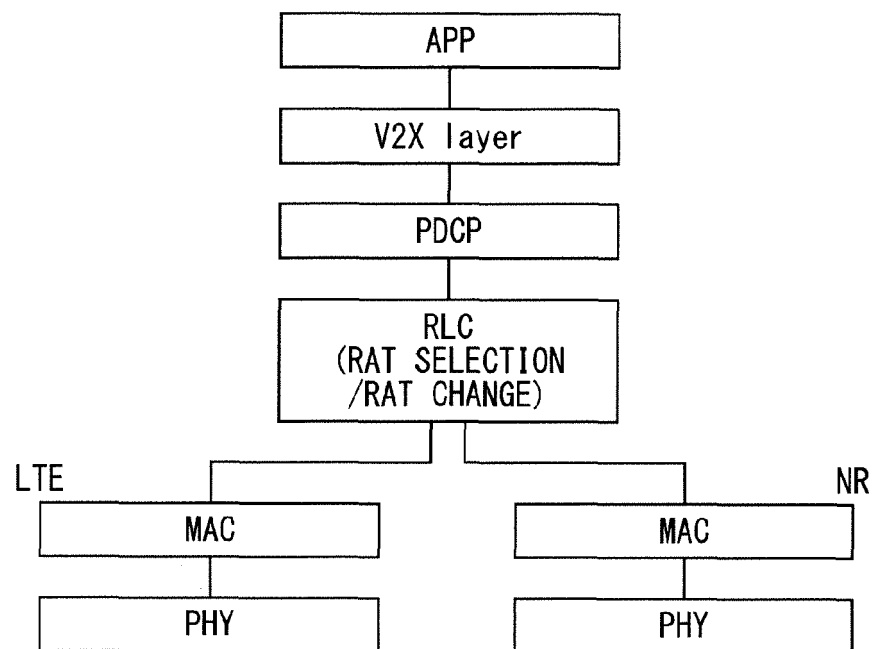 APP
V2X layer
PDCP
RLC
(RAT SELECTION
/RAT CHANGE)
LTE
NR
MAC
MAC
PHY
PHY